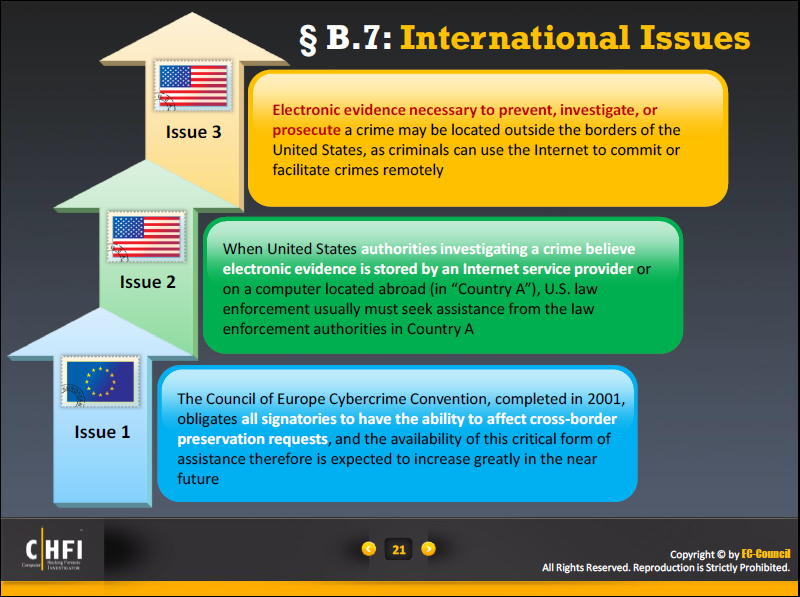 § B.7: International Issues
Issue 3
Electronic evidence necessary to prevent, investigate, or
prosecute a crime may be located outside the borders of the
United States, as criminals can use the Internet to commit or
facilitate crimes remotely
Issue 2
When United States authorities investigating a crime believe
electronic evidence is stored by an Internet service provider or
on a computer located abroad (in “Country A”), U.S. law
enforcement usually must seek assistance from the law
enforcement authorities in Country A
Issue 1
The Council of Europe Cybercrime Convention, completed in 2001,
obligates all signatories to have the ability to affect cross-border
preservation requests, and the availability of this critical form of
assistance therefore is expected to increase greatly in the near
future
CHFI
Computer Hacking Forensic
INVESTIGATOR
21
Copyright © by EC-Council
All Rights Reserved. Reproduction is Strictly Prohibited.